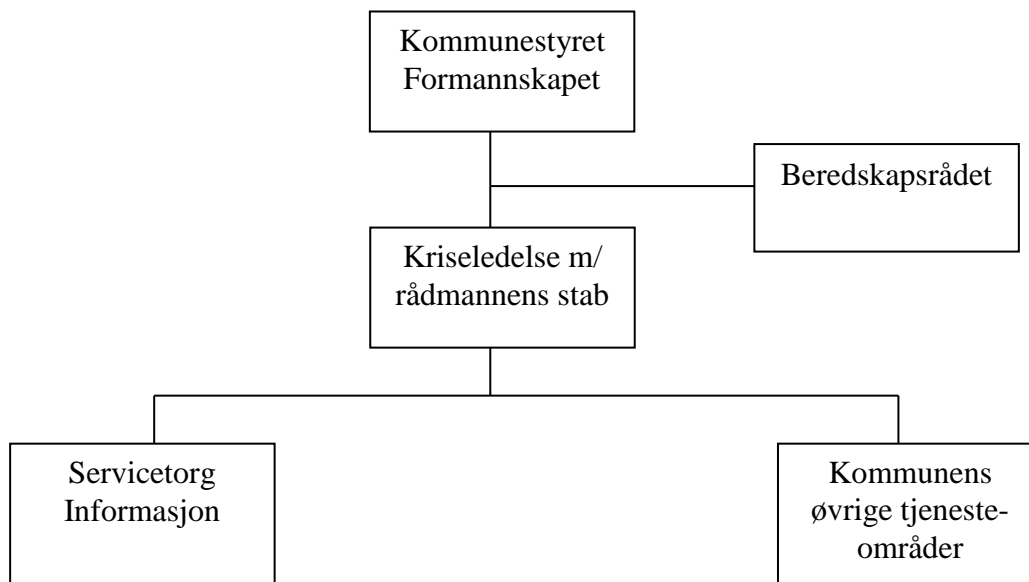 Kommunestyret
Formannskapet
Beredskapsrådet
Kriseledelse m/
rådmannens stab
Servicetorg
Informasjon
Kommunens
øvrige tjeneste-
områder